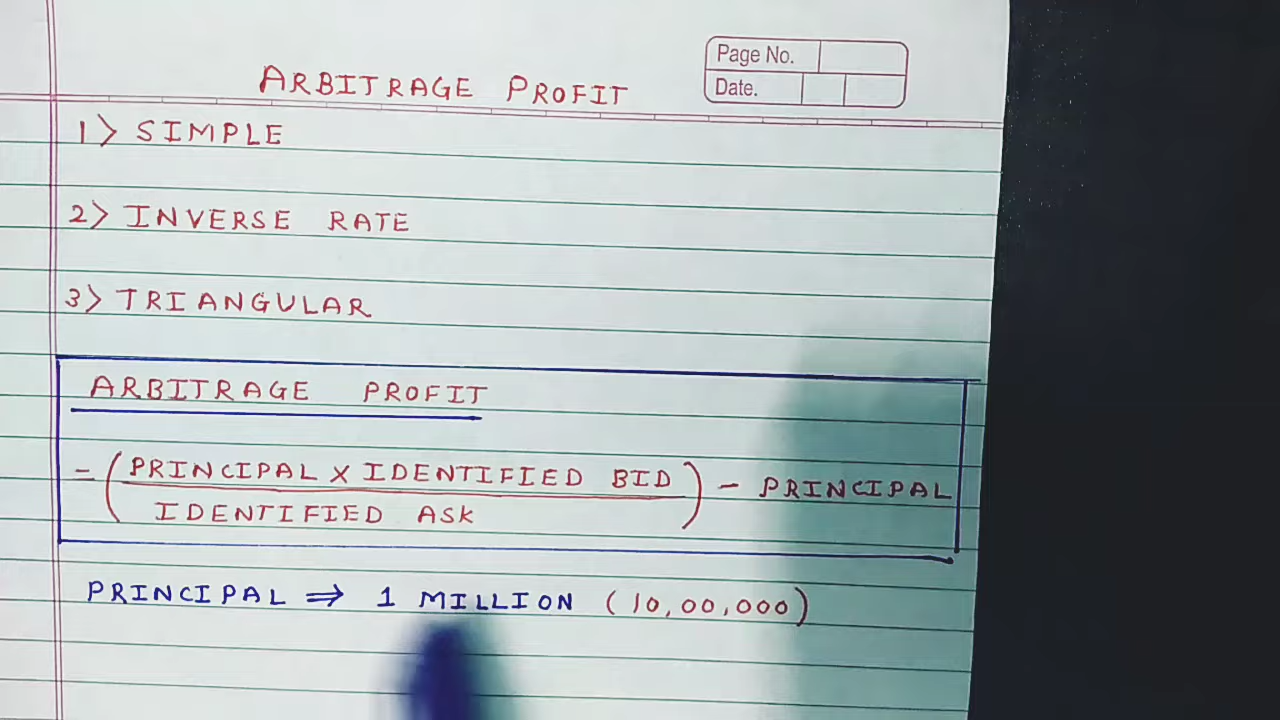 Page No.
Date.
ARBITRAGE PROFIT
1> SIMPLE
2> INVERSE RATE
3> TRIANGULAR
ARBITRAGE PROFIT
= (PRINCIPAL X IDENTIFIED BID / IDENTIFIED ASK) - PRINCIPAL
PRINCIPAL ⇒ 1 MILLION (10,00,000)